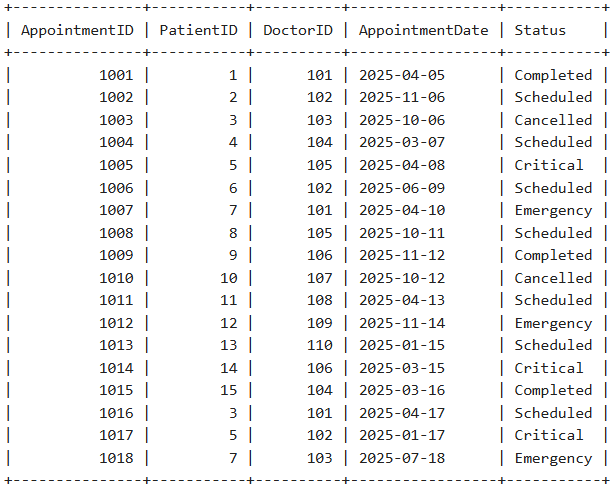 +---------------+-----------+----------+-----------------+-----------+
| AppointmentID | PatientID | DoctorID | AppointmentDate | Status    |
+---------------+-----------+----------+-----------------+-----------+
|          1001 |         1 |      101 | 2025-04-05      | Completed |
|          1002 |         2 |      102 | 2025-11-06      | Scheduled |
|          1003 |         3 |      103 | 2025-10-06      | Cancelled |
|          1004 |         4 |      104 | 2025-03-07      | Scheduled |
|          1005 |         5 |      105 | 2025-04-08      | Critical  |
|          1006 |         6 |      102 | 2025-06-09      | Scheduled |
|          1007 |         7 |      101 | 2025-04-10      | Emergency |
|          1008 |         8 |      105 | 2025-10-11      | Scheduled |
|          1009 |         9 |      106 | 2025-11-12      | Completed |
|          1010 |        10 |      107 | 2025-10-12      | Cancelled |
|          1011 |        11 |      108 | 2025-04-13      | Scheduled |
|          1012 |        12 |      109 | 2025-11-14      | Emergency |
|          1013 |        13 |      110 | 2025-01-15      | Scheduled |
|          1014 |        14 |      106 | 2025-03-15      | Critical  |
|          1015 |        15 |      104 | 2025-03-16      | Completed |
|          1016 |         3 |      101 | 2025-04-17      | Scheduled |
|          1017 |         5 |      102 | 2025-01-17      | Critical  |
|          1018 |         7 |      103 | 2025-07-18      | Emergency |
+---------------+-----------+----------+-----------------+-----------+